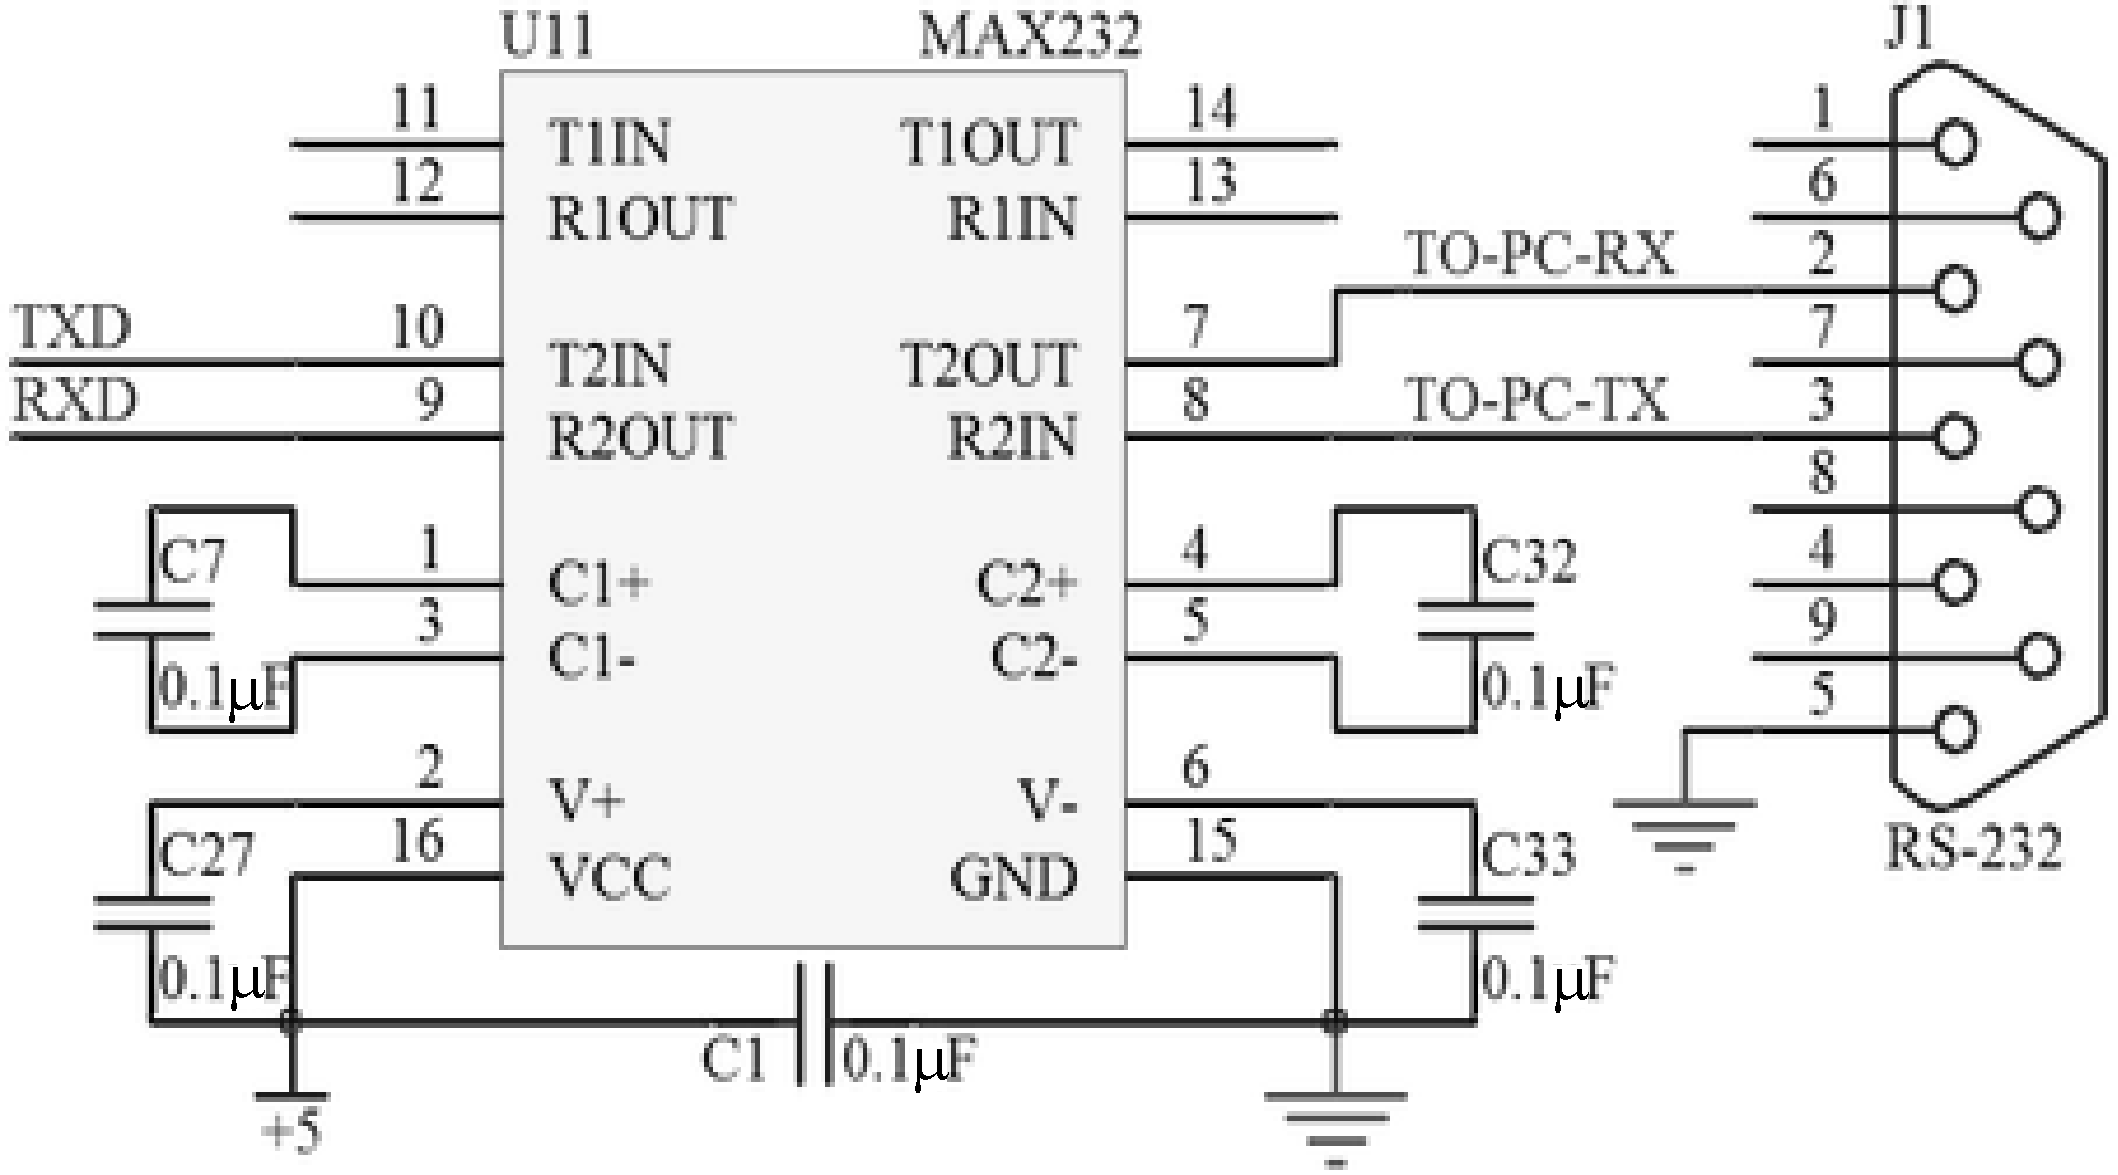 U11 MAX232 J1
11 T1IN T1OUT 14 1
12 R1OUT R1IN 13 6
TO-PC-RX 2
TXD 10 T2IN T2OUT 7 7
RXD 9 R2OUT R2IN 8 TO-PC-TX 3
8
C7 1 C1+ C2+ 4 C32 4
3 C1- C2- 5 9
0.1μF 0.1μF 5
2 V+ V- 6
C27 16 VCC GND 15 C33 RS-232
0.1μF 0.1μF
C1 0.1μF
+5